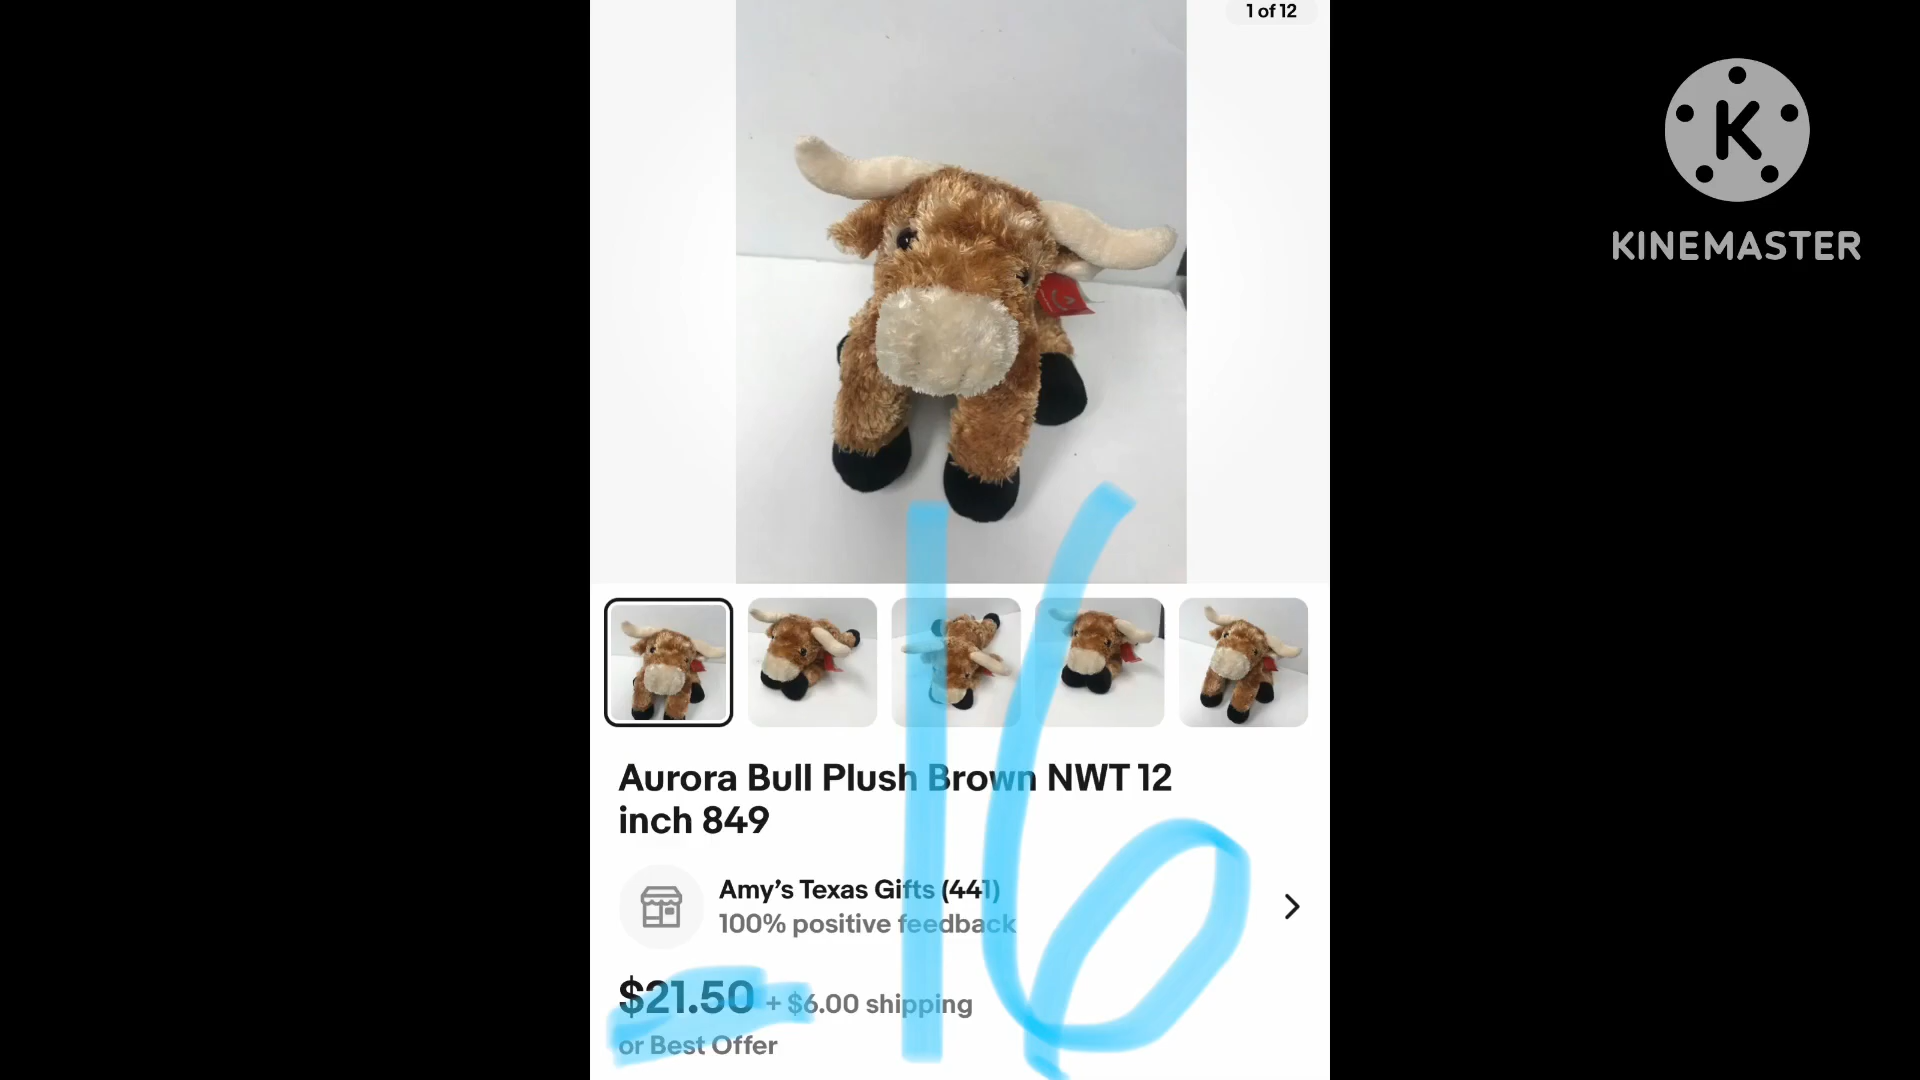 1 of 12
K
KINEMASTER
16
Aurora Bull Plush Brown NWT 12
inch 849
Amy's Texas Gifts (441)
100% positive feedback
$21.50 + $6.00 shipping
or Best Offer